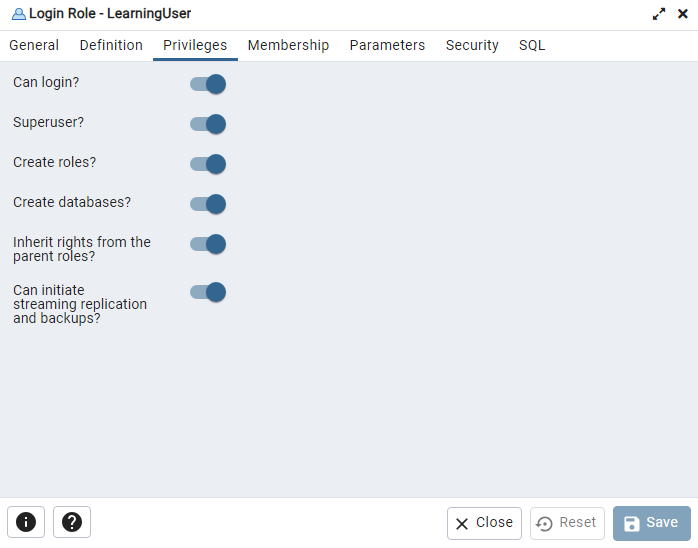 Login Role - LearningUser
General Definition Privileges Membership Parameters Security SQL
Can login?
Superuser?
Create roles?
Create databases?
Inherit rights from the
parent roles?
Can initiate
streaming replication
and backups?
Close Reset Save